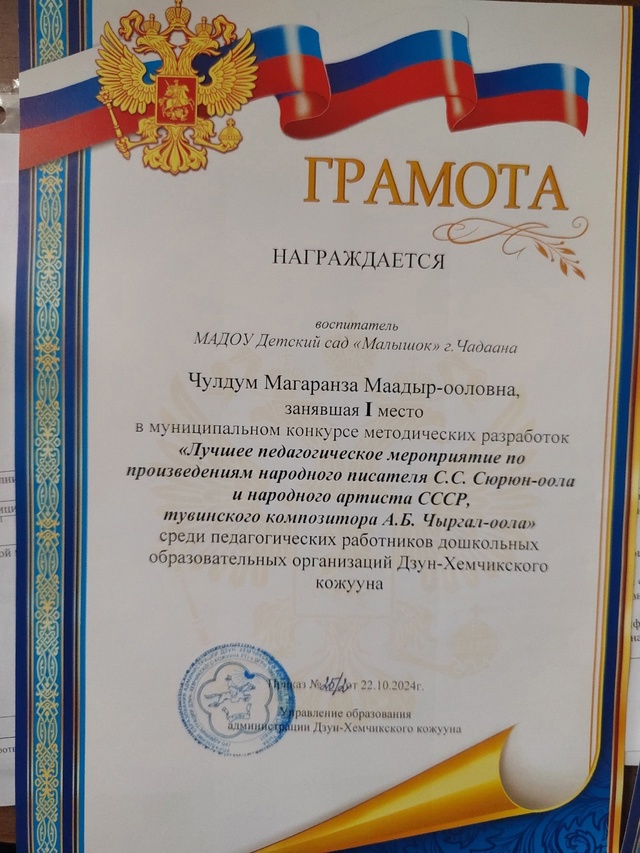 ГРАМОТА
НАГРАЖДАЕТСЯ
воспитатель
МАДОУ Детский сад «Малышок» г.Чадаана
Чулдум Магаранза Маадыр-ооловна,
занявшая I место
в муниципальном конкурсе методических разработок
«Лучшее педагогическое мероприятие по
произведениям народного писателя С.С. Сюрюн-оола
и народного артиста СССР,
тувинского композитора А.Б. Чыргал-оола»
среди педагогических работников дошкольных
образовательных организаций Дзун-Хемчикского
кожууна
Приказ № от 22.10.2024г.
Управление образования
администрации Дзун-Хемчикского кожууна